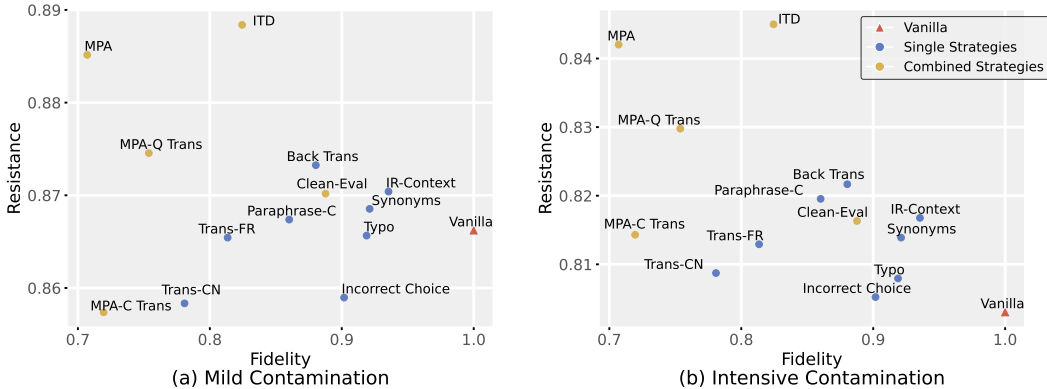 0.89
0.88
0.87
0.86
Resistance
ITD
MPA
MPA-Q Trans
Back Trans
Clean-Eval
IR-Context
Synonyms
Paraphrase-C
Trans-FR
Typo
Vanilla
Trans-CN
Incorrect Choice
MPA-C Trans
0.7 0.8 0.9 1.0
Fidelity
(a) Mild Contamination
0.84
0.83
0.82
0.81
Resistance
ITD
MPA
Vanilla
Single Strategies
Combined Strategies
MPA-Q Trans
Back Trans
Paraphrase-C
Clean-Eval
IR-Context
MPA-C Trans
Synonyms
Trans-FR
Trans-CN
Typo
Incorrect Choice
Vanilla
0.7 0.8 0.9 1.0
Fidelity
(b) Intensive Contamination